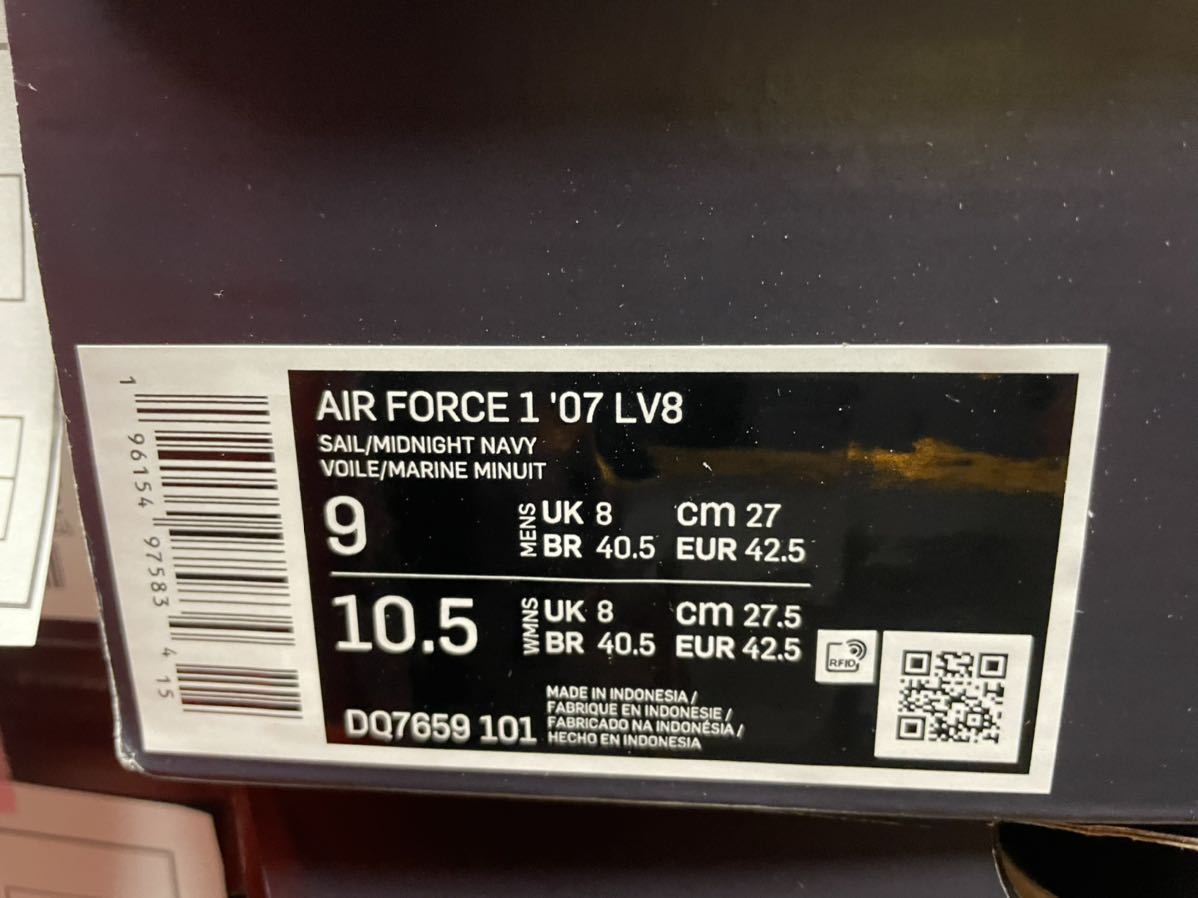 AIR FORCE 1 '07 LV8
SAIL/MIDNIGHT NAVY
VOILE/MARINE MINUIT
9
MENS
UK 8 cm 27
BR 40.5 EUR 42.5
10.5
WMNS
UK 8 cm 27.5
BR 40.5 EUR 42.5
RFID
DQ7659 101
MADE IN INDONESIA /
FABRIQUE EN INDONESIE /
FABRICADO NA INDONÉSIA /
HECHO EN INDONESIA
1 96154 97583 4 15